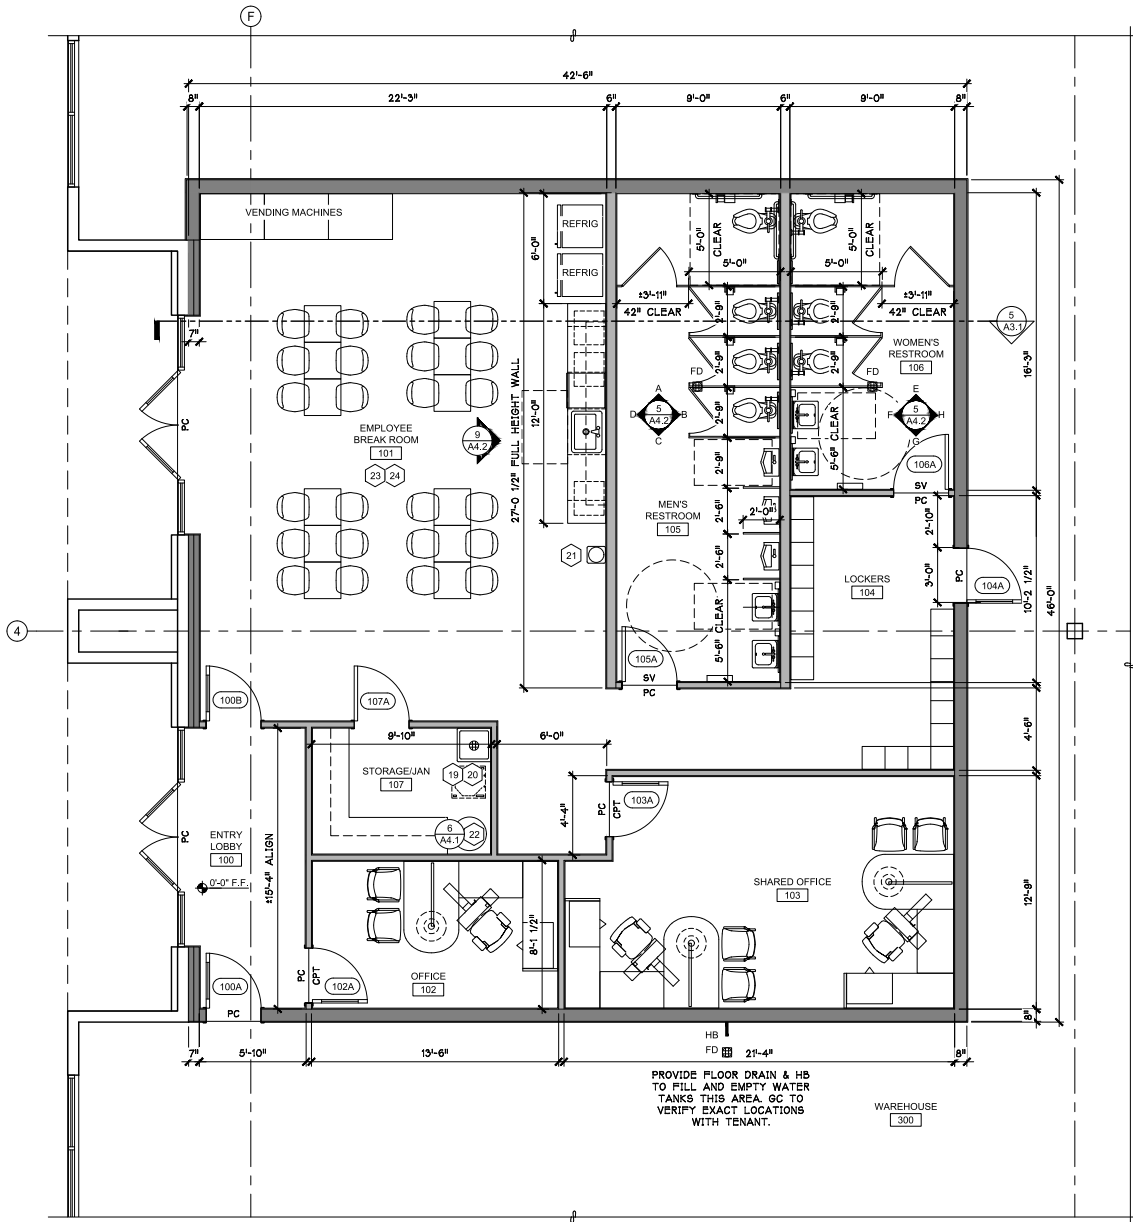 F
42'-6"
8"
22'-3"
6"
9'-0"
6"
9'-0"
8"
VENDING MACHINES
REFRIG
REFRIG
6'-0"
5'-0"
CLEAR
5'-0"
CLEAR
5'-0"
5'-0"
±3'-11"
42" CLEAR
±3'-11"
42" CLEAR
2'-9"
2'-9"
5
A3.1
7"
WOMEN'S
RESTROOM
106
2'-9"
2'-9"
FD
FD
16'-3"
27'-0 1/2" FULL HEIGHT WALL
12'-0"
PC
EMPLOYEE
BREAK ROOM
101
23
24
9
A4.2
A
D
5
A4.2
B
C
2'-9"
E
F
5
A4.2
H
G
5'-6" CLEAR
106A
SV
PC
2'-9"
MEN'S
RESTROOM
105
2'-6"
2'-0"
2'-10"
21
2'-6"
LOCKERS
104
3'-0"
PC
104A
10'-2 1/2"
46'-0"
4
5'-6" CLEAR
105A
SV
PC
100B
107A
4'-6"
9'-10"
6'-0"
STORAGE/JAN
107
19
20
6
A4.1
22
4'-4"
PC
CPT
103A
PC
ENTRY
LOBBY
100
0'-0" F.F.
±15'-4" ALIGN
SHARED OFFICE
103
12'-9"
8'-1 1/2"
OFFICE
102
PC
CPT
102A
100A
PC
8"
HB
FD
7"
5'-10"
13'-6"
21'-4"
8"
PROVIDE FLOOR DRAIN & HB
TO FILL AND EMPTY WATER
TANKS THIS AREA. GC TO
VERIFY EXACT LOCATIONS
WITH TENANT.
WAREHOUSE
300